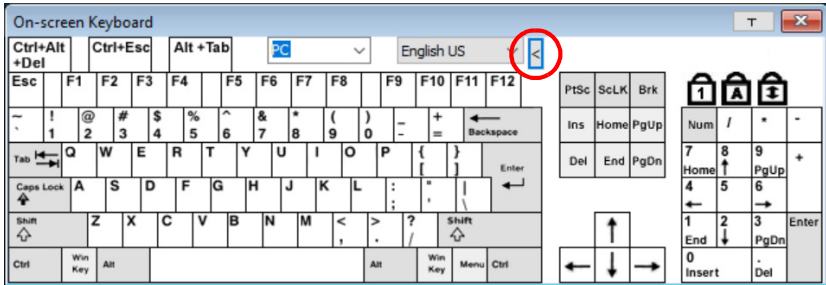 On-screen Keyboard T
Ctrl+Alt +Del Ctrl+Esc Alt +Tab PC English US <
Esc F1 F2 F3 F4 F5 F6 F7 F8 F9 F10 F11 F12 PtSc ScLK Brk 1 A
~ ` ! 1 @ 2 # 3 $ 4 % 5 ^ 6 & 7 * 8 ( 9 ) 0 _ - + = Backspace Ins Home PgUp Num / * -
Tab Q W E R T Y U I O P { [ } ] Enter Del End PgDn 7 Home 8 9 PgUp +
Caps Lock A S D F G H J K L : ; " ' | \ 4 5 6
Shift Z X C V B N M < , > . ? / Shift 1 End 2 3 PgDn Enter
Ctrl Win Key Alt Alt Win Key Menu Ctrl 0 Insert . Del